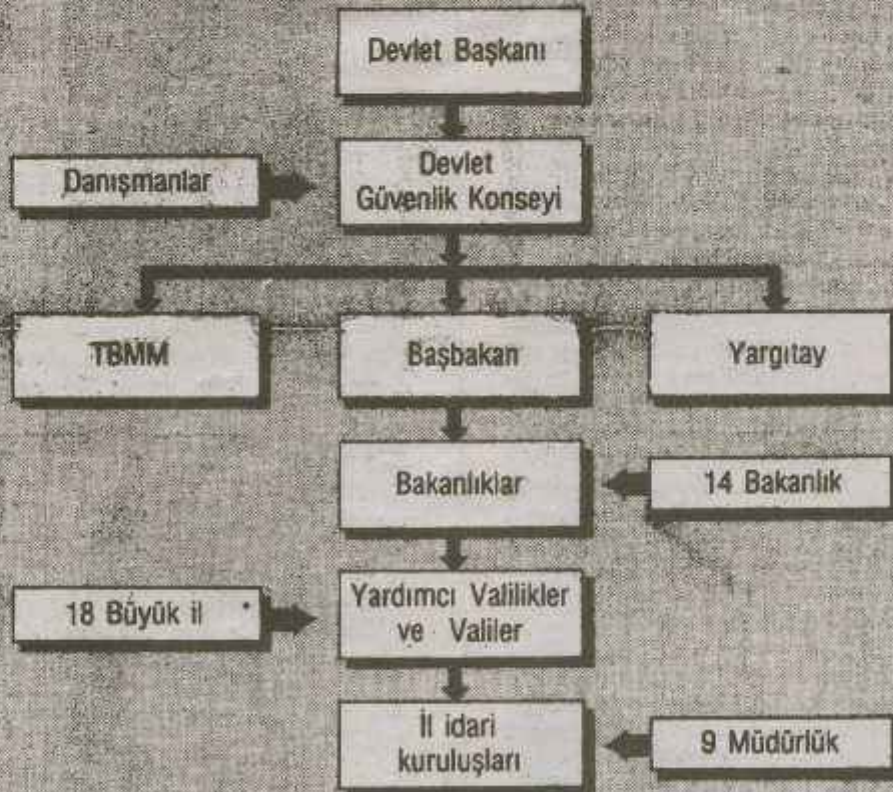 Devlet Başkanı
Danışmanlar
Devlet
Güvenlik Konseyi
TBMM
Başbakan
Yargıtay
Bakanlıklar
14 Bakanlık
18 Büyük il
Yardımcı Valilikler
ve Valiler
İl idari
kuruluşları
9 Müdürlük